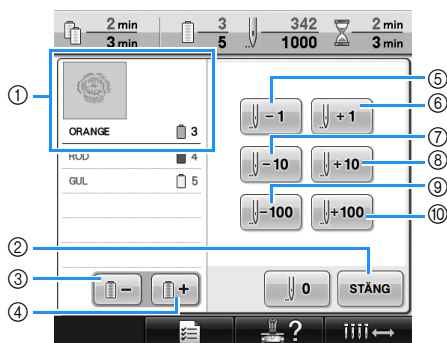 2 min
3 min
3
5
342
1000
2 min
3 min
①
ORANGE 3
RÖD 4
GUL 5
⑤ - 1
⑥ + 1
⑦ - 10
⑧ + 10
⑨ -100
⑩ +100
②
③ -
④ +
0
STÄNG
?